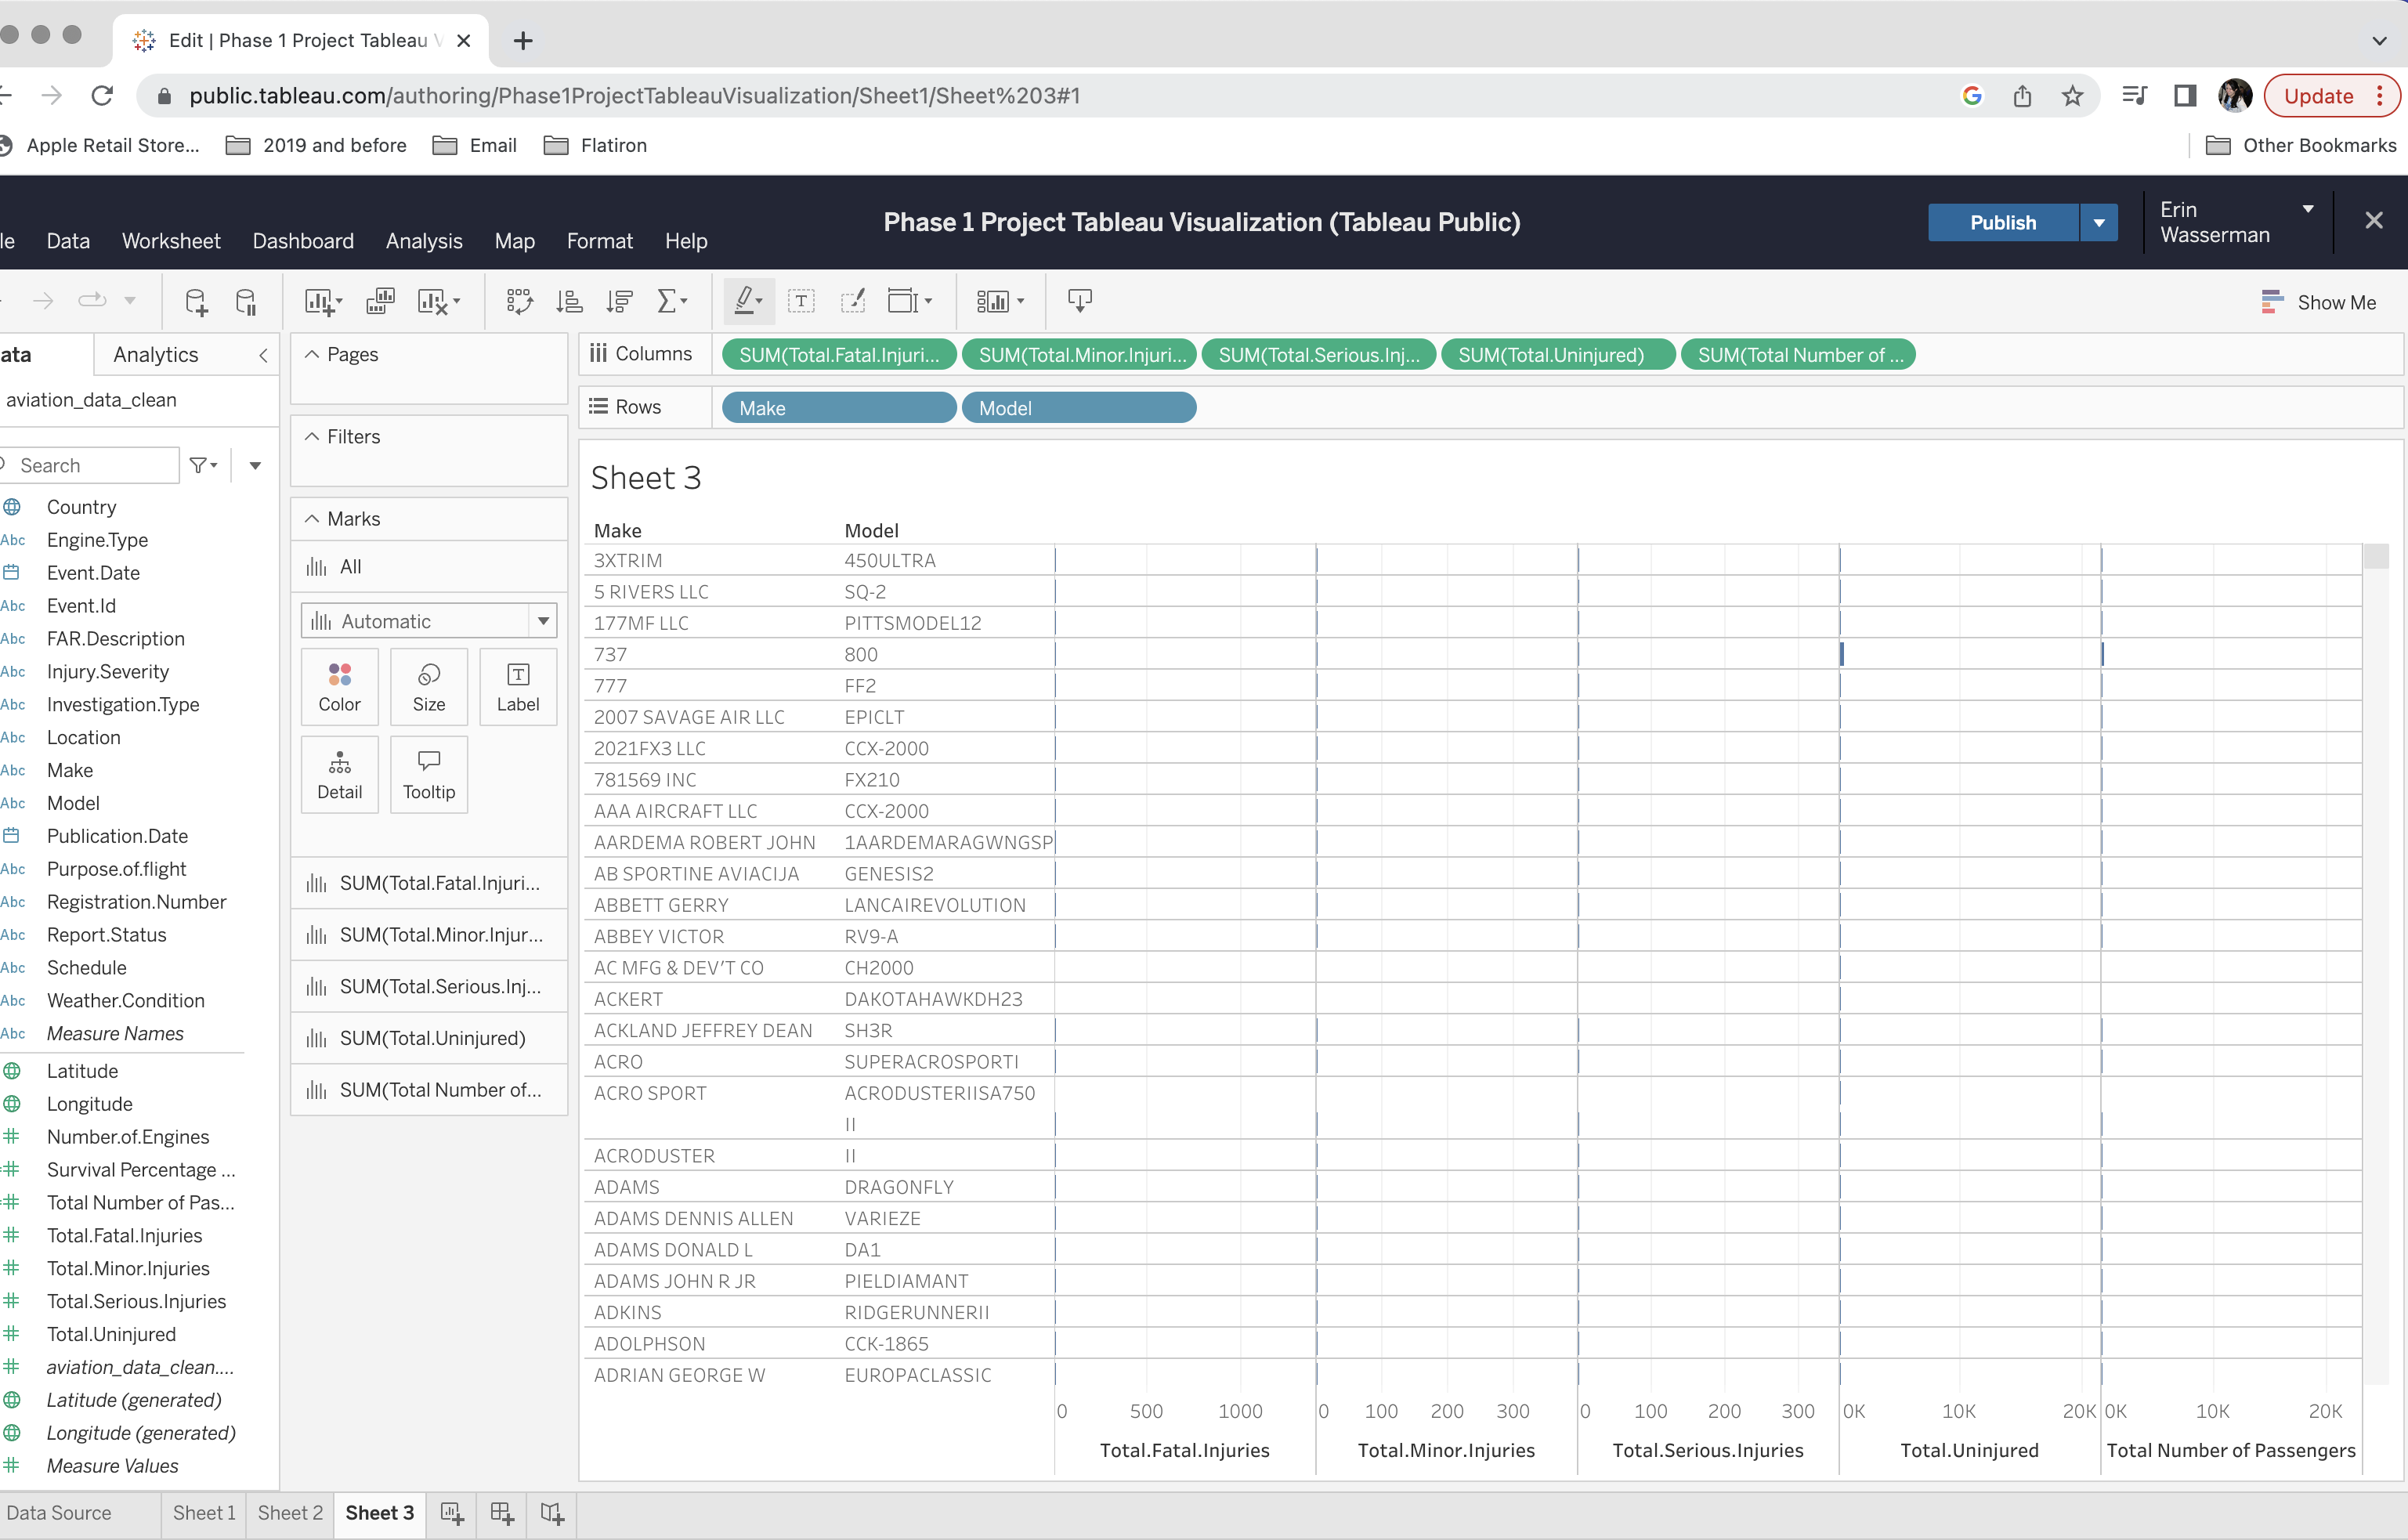 Edit | Phase 1 Project Tableau V
public.tableau.com/authoring/Phase1ProjectTableauVisualization/Sheet1/Sheet%203#1
Update
Apple Retail Store...
2019 and before
Email
Flatiron
Other Bookmarks
le
Data
Worksheet
Dashboard
Analysis
Map
Format
Help
Phase 1 Project Tableau Visualization (Tableau Public)
Publish
Erin
Wasserman
Show Me
ata
Analytics
aviation_data_clean
Search
Country
Abc Engine.Type
Event.Date
Abc Event.Id
Abc FAR.Description
Abc Injury.Severity
Abc Investigation.Type
Abc Location
Abc Make
Abc Model
Publication.Date
Abc Purpose.of.flight
Abc Registration.Number
Abc Report.Status
Abc Schedule
Abc Weather.Condition
Abc Measure Names
Latitude
Longitude
Number.of.Engines
Survival Percentage ...
Total Number of Pas...
Total.Fatal.Injuries
Total.Minor.Injuries
Total.Serious.Injuries
Total.Uninjured
aviation_data_clean....
Latitude (generated)
Longitude (generated)
Measure Values
Pages
Filters
Marks
All
Automatic
Color
Size
Label
Detail
Tooltip
SUM(Total.Fatal.Injuri...
SUM(Total.Minor.Injur...
SUM(Total.Serious.Inj...
SUM(Total.Uninjured)
SUM(Total Number of...
Columns
SUM(Total.Fatal.Injuri...
SUM(Total.Minor.Injuri...
SUM(Total.Serious.Inj...
SUM(Total.Uninjured)
SUM(Total Number of ...
Rows
Make
Model
Sheet 3
Make Model
3XTRIM 450ULTRA
5 RIVERS LLC SQ-2
177MF LLC PITTSMODEL12
737 800
777 FF2
2007 SAVAGE AIR LLC EPICLT
2021FX3 LLC CCX-2000
781569 INC FX210
AAA AIRCRAFT LLC CCX-2000
AARDEMA ROBERT JOHN 1AARDEMARAGWNGSP
AB SPORTINE AVIACIJA GENESIS2
ABBETT GERRY LANCAIREVOLUTION
ABBEY VICTOR RV9-A
AC MFG & DEV'T CO CH2000
ACKERT DAKOTAHAWKDH23
ACKLAND JEFFREY DEAN SH3R
ACRO SUPERACROSPORTI
ACRO SPORT ACRODUSTERIISA750
II
ACRODUSTER II
ADAMS DRAGONFLY
ADAMS DENNIS ALLEN VARIEZE
ADAMS DONALD L DA1
ADAMS JOHN R JR PIELDIAMANT
ADKINS RIDGERUNNERII
ADOLPHSON CCK-1865
ADRIAN GEORGE W EUROPACLASSIC
0 500 1000 0 100 200 300 0 100 200 300 0K 10K 20K 0K 10K 20K
Total.Fatal.Injuries Total.Minor.Injuries Total.Serious.Injuries Total.Uninjured Total Number of Passengers
Data Source
Sheet 1
Sheet 2
Sheet 3